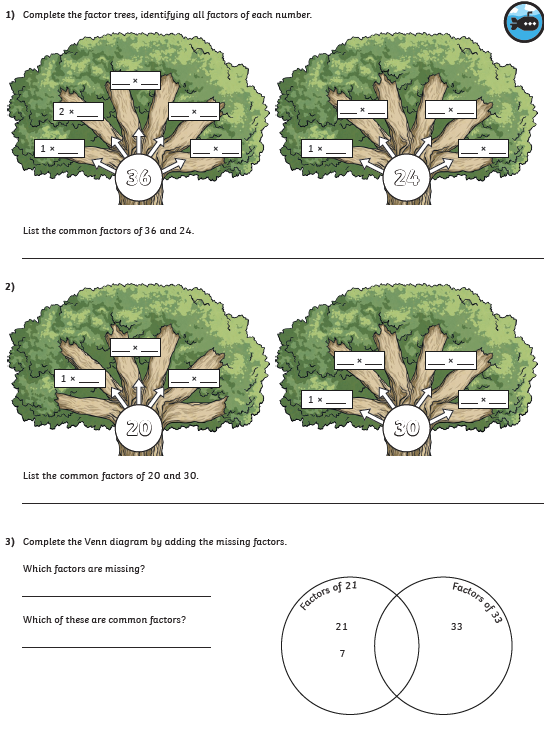 1) Complete the factor trees, identifying all factors of each number.
___ × ___
2 × ___
___ × ___
1 × ___
___ × ___
36
___ × ___
___ × ___
1 × ___
___ × ___
24
List the common factors of 36 and 24.
2)
___ × ___
1 × ___
___ × ___
20
___ × ___
___ × ___
1 × ___
___ × ___
30
List the common factors of 20 and 30.
3) Complete the Venn diagram by adding the missing factors.
Which factors are missing?
Which of these are common factors?
Factors of 21
21
7
Factors of 33
33